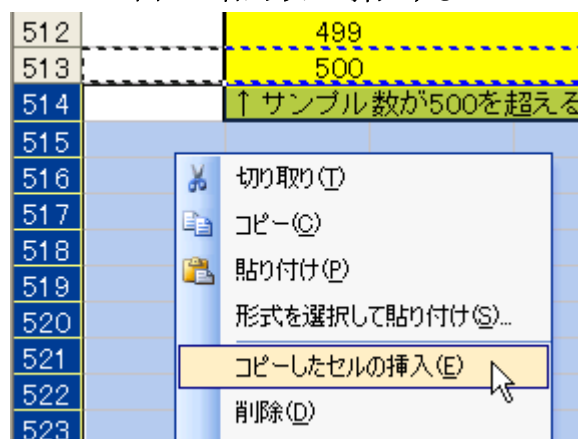 512 499
513 500
514 ↑サンプル数が500を超える
515
516 切り取り(T)
517 コピー(C)
518
519 貼り付け(P)
520 形式を選択して貼り付け(S)...
521 コピーしたセルの挿入(E)
522
523 削除(D)